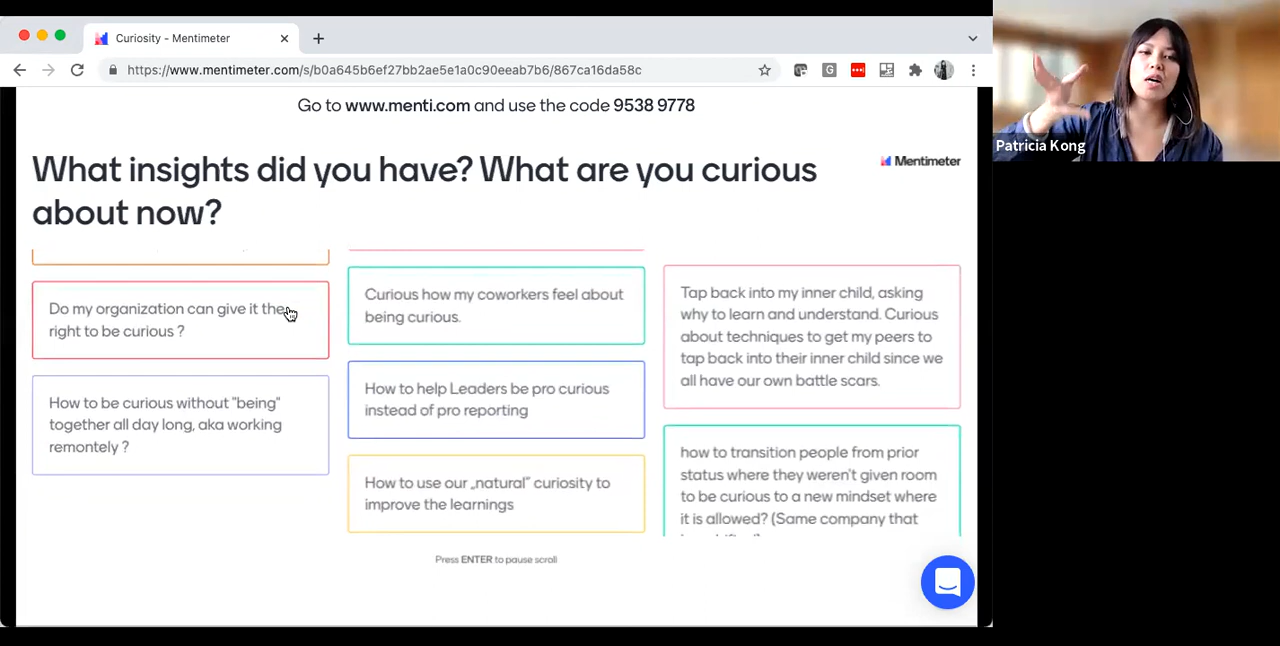 Curiosity - Mentimeter
https://www.mentimeter.com/s/b0a645b6ef27bb2ae5ada0c90eeab7b6/867ca16da58c
G
Go to www.menti.com and use the code 9538 9778
What insights did you have? What are you curious
about now?
Mentimeter
Do my organization can give it the
right to be curious ?
How to be curious without "being"
together all day long, aka working
remontely ?
Curious how my coworkers feel about
being curious.
How to help Leaders be pro curious
instead of pro reporting
How to use our „natural" curiosity to
improve the learnings
Tap back into my inner child, asking
why to learn and understand. Curious
about techniques to get my peers to
tap back into their inner child since we
all have our own battle scars.
how to transition people from prior
status where they weren't given room
to be curious to a new mindset where
it is allowed? (Same company that
Press ENTER to pause scroll
Patricia Kong